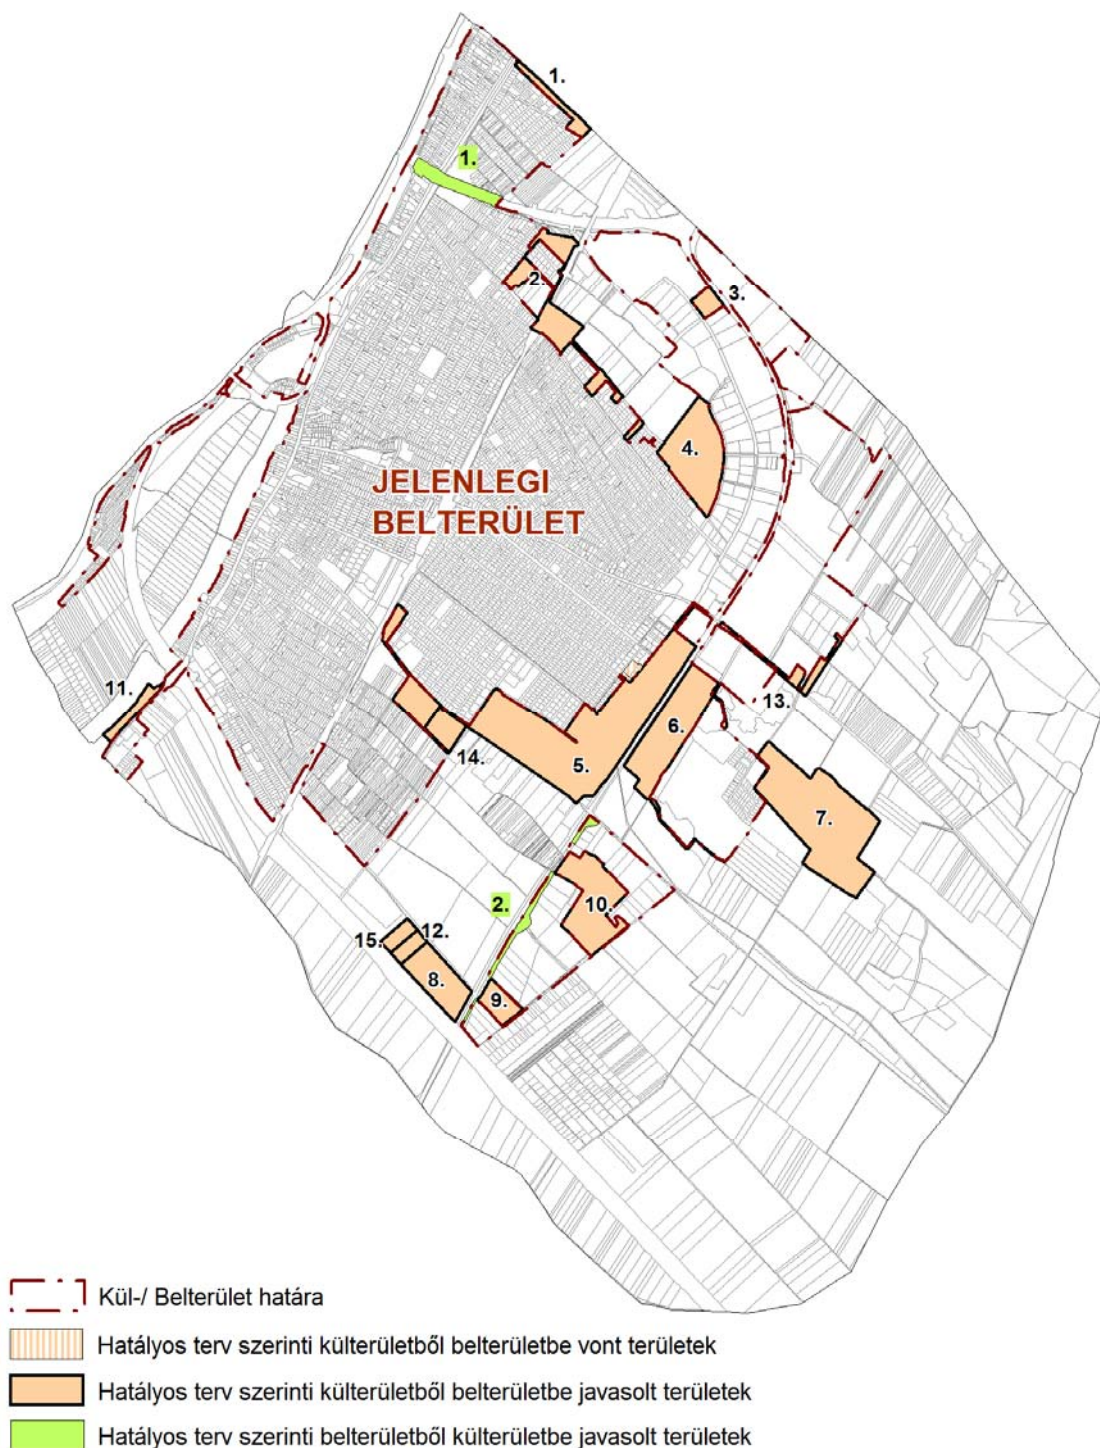 1.
1.
2.
3.
4.
JELENLEGI
BELTERÜLET
11.
13.
6.
14.
5.
7.
2.
10.
15.
12.
8.
9.
Kül-/ Belterület határa
Hatályos terv szerinti külterületből belterületbe vont területek
Hatályos terv szerinti külterületből belterületbe javasolt területek
Hatályos terv szerinti belterületből külterületbe javasolt területek